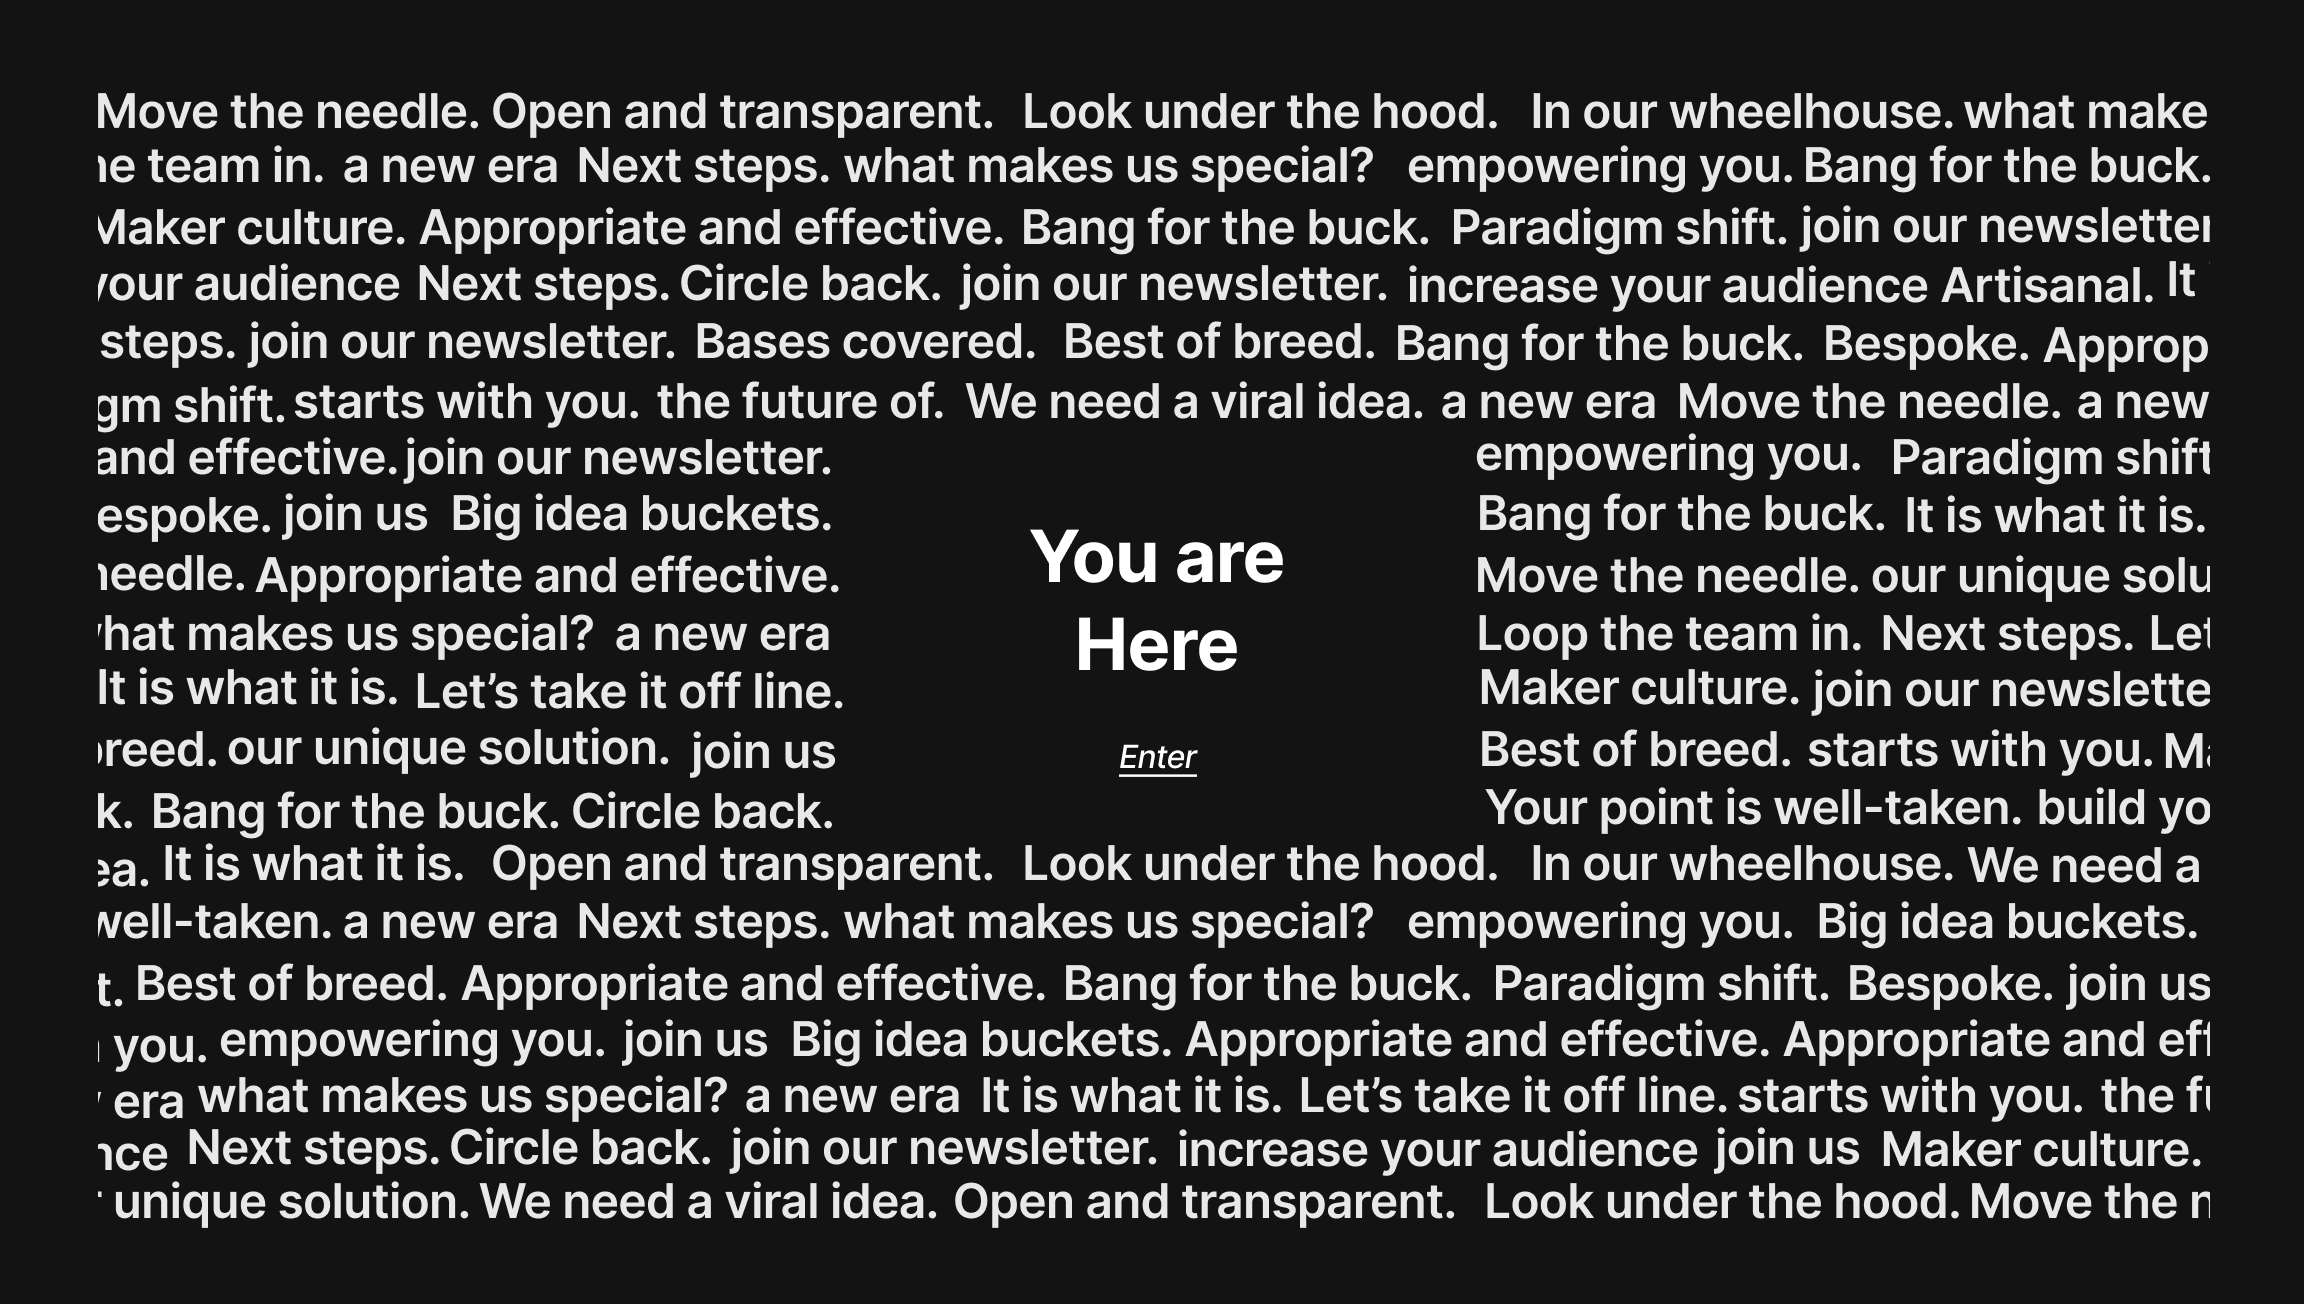 Move the needle. Open and transparent. Look under the hood. In our wheelhouse. what make
he team in. a new era Next steps. what makes us special? empowering you. Bang for the buck.
Maker culture. Appropriate and effective. Bang for the buck. Paradigm shift. join our newsletter
your audience Next steps. Circle back. join our newsletter. increase your audience Artisanal. It
steps. join our newsletter. Bases covered. Best of breed. Bang for the buck. Bespoke. Approp
gm shift. starts with you. the future of. We need a viral idea. a new era Move the needle. a new
and effective. join our newsletter. empowering you. Paradigm shift
espoke. join us Big idea buckets. Bang for the buck. It is what it is.
You are
needle. Appropriate and effective. Move the needle. our unique solu
Here
what makes us special? a new era Loop the team in. Next steps. Let
It is what it is. Let’s take it off line. Maker culture. join our newslette
breed. our unique solution. join us Best of breed. starts with you. Ma
Enter
k. Bang for the buck. Circle back. Your point is well-taken. build yo
ea. It is what it is. Open and transparent. Look under the hood. In our wheelhouse. We need a
well-taken. a new era Next steps. what makes us special? empowering you. Big idea buckets.
t. Best of breed. Appropriate and effective. Bang for the buck. Paradigm shift. Bespoke. join us
you. empowering you. join us Big idea buckets. Appropriate and effective. Appropriate and eff
era what makes us special? a new era It is what it is. Let’s take it off line. starts with you. the fu
nce Next steps. Circle back. join our newsletter. increase your audience join us Maker culture.
unique solution. We need a viral idea. Open and transparent. Look under the hood. Move the n